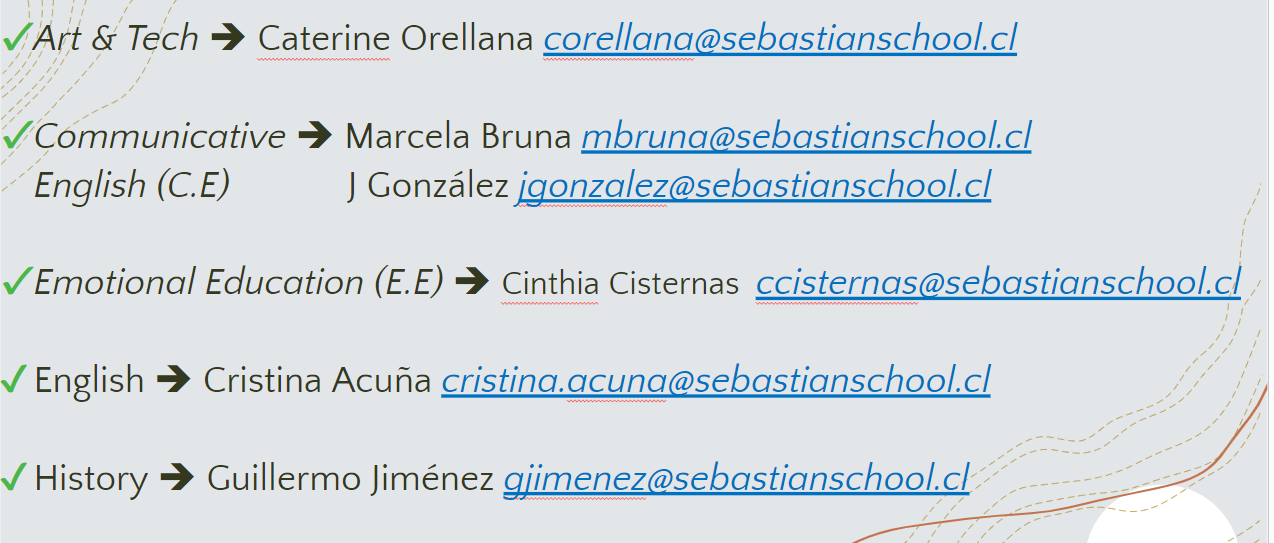 ✓Art & Tech ➔ Caterine Orellana corellana@sebastianschool.cl
✓Communicative ➔ Marcela Bruna mbruna@sebastianschool.cl
English (C.E) J González jgonzalez@sebastianschool.cl
✓Emotional Education (E.E) ➔ Cinthia Cisternas ccisternas@sebastianschool.cl
✓English ➔ Cristina Acuña cristina.acuna@sebastianschool.cl
✓History ➔ Guillermo Jiménez gjimenez@sebastianschool.cl